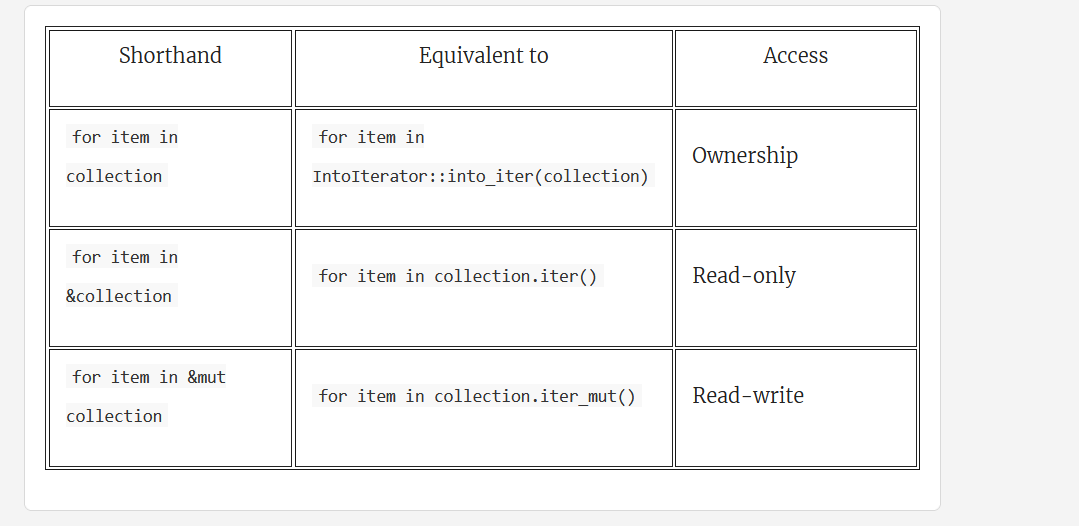 Shorthand
Equivalent to
Access
for item in
collection
for item in
IntoIterator::into_iter(collection)
Ownership
for item in
&collection
for item in collection.iter()
Read-only
for item in &mut
collection
for item in collection.iter_mut()
Read-write